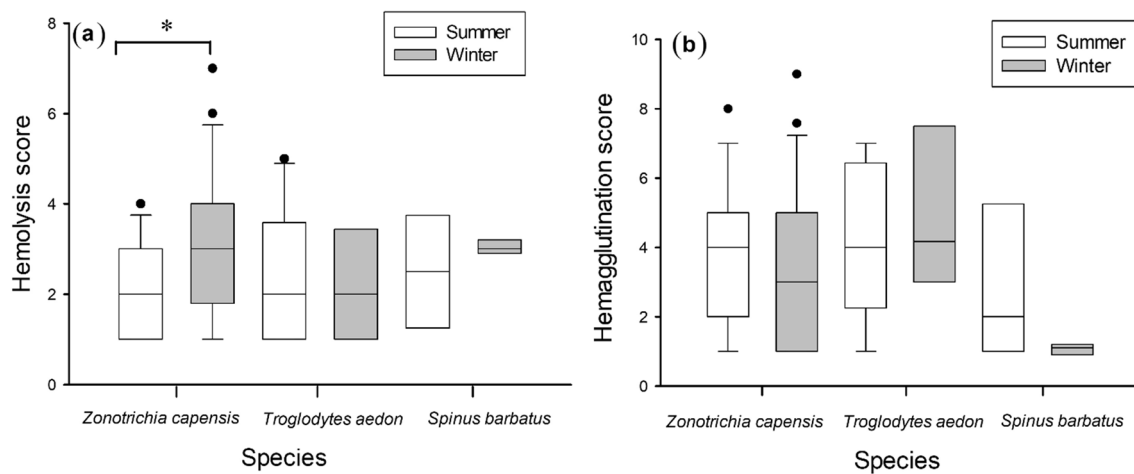 (a)
*
Summer
Winter
Hemolysis score
8
6
4
2
0
Zonotrichia capensis Troglodytes aedon Spinus barbatus
Species
(b)
Summer
Winter
Hemagglutination score
10
8
6
4
2
0
Zonotrichia capensis Troglodytes aedon Spinus barbatus
Species